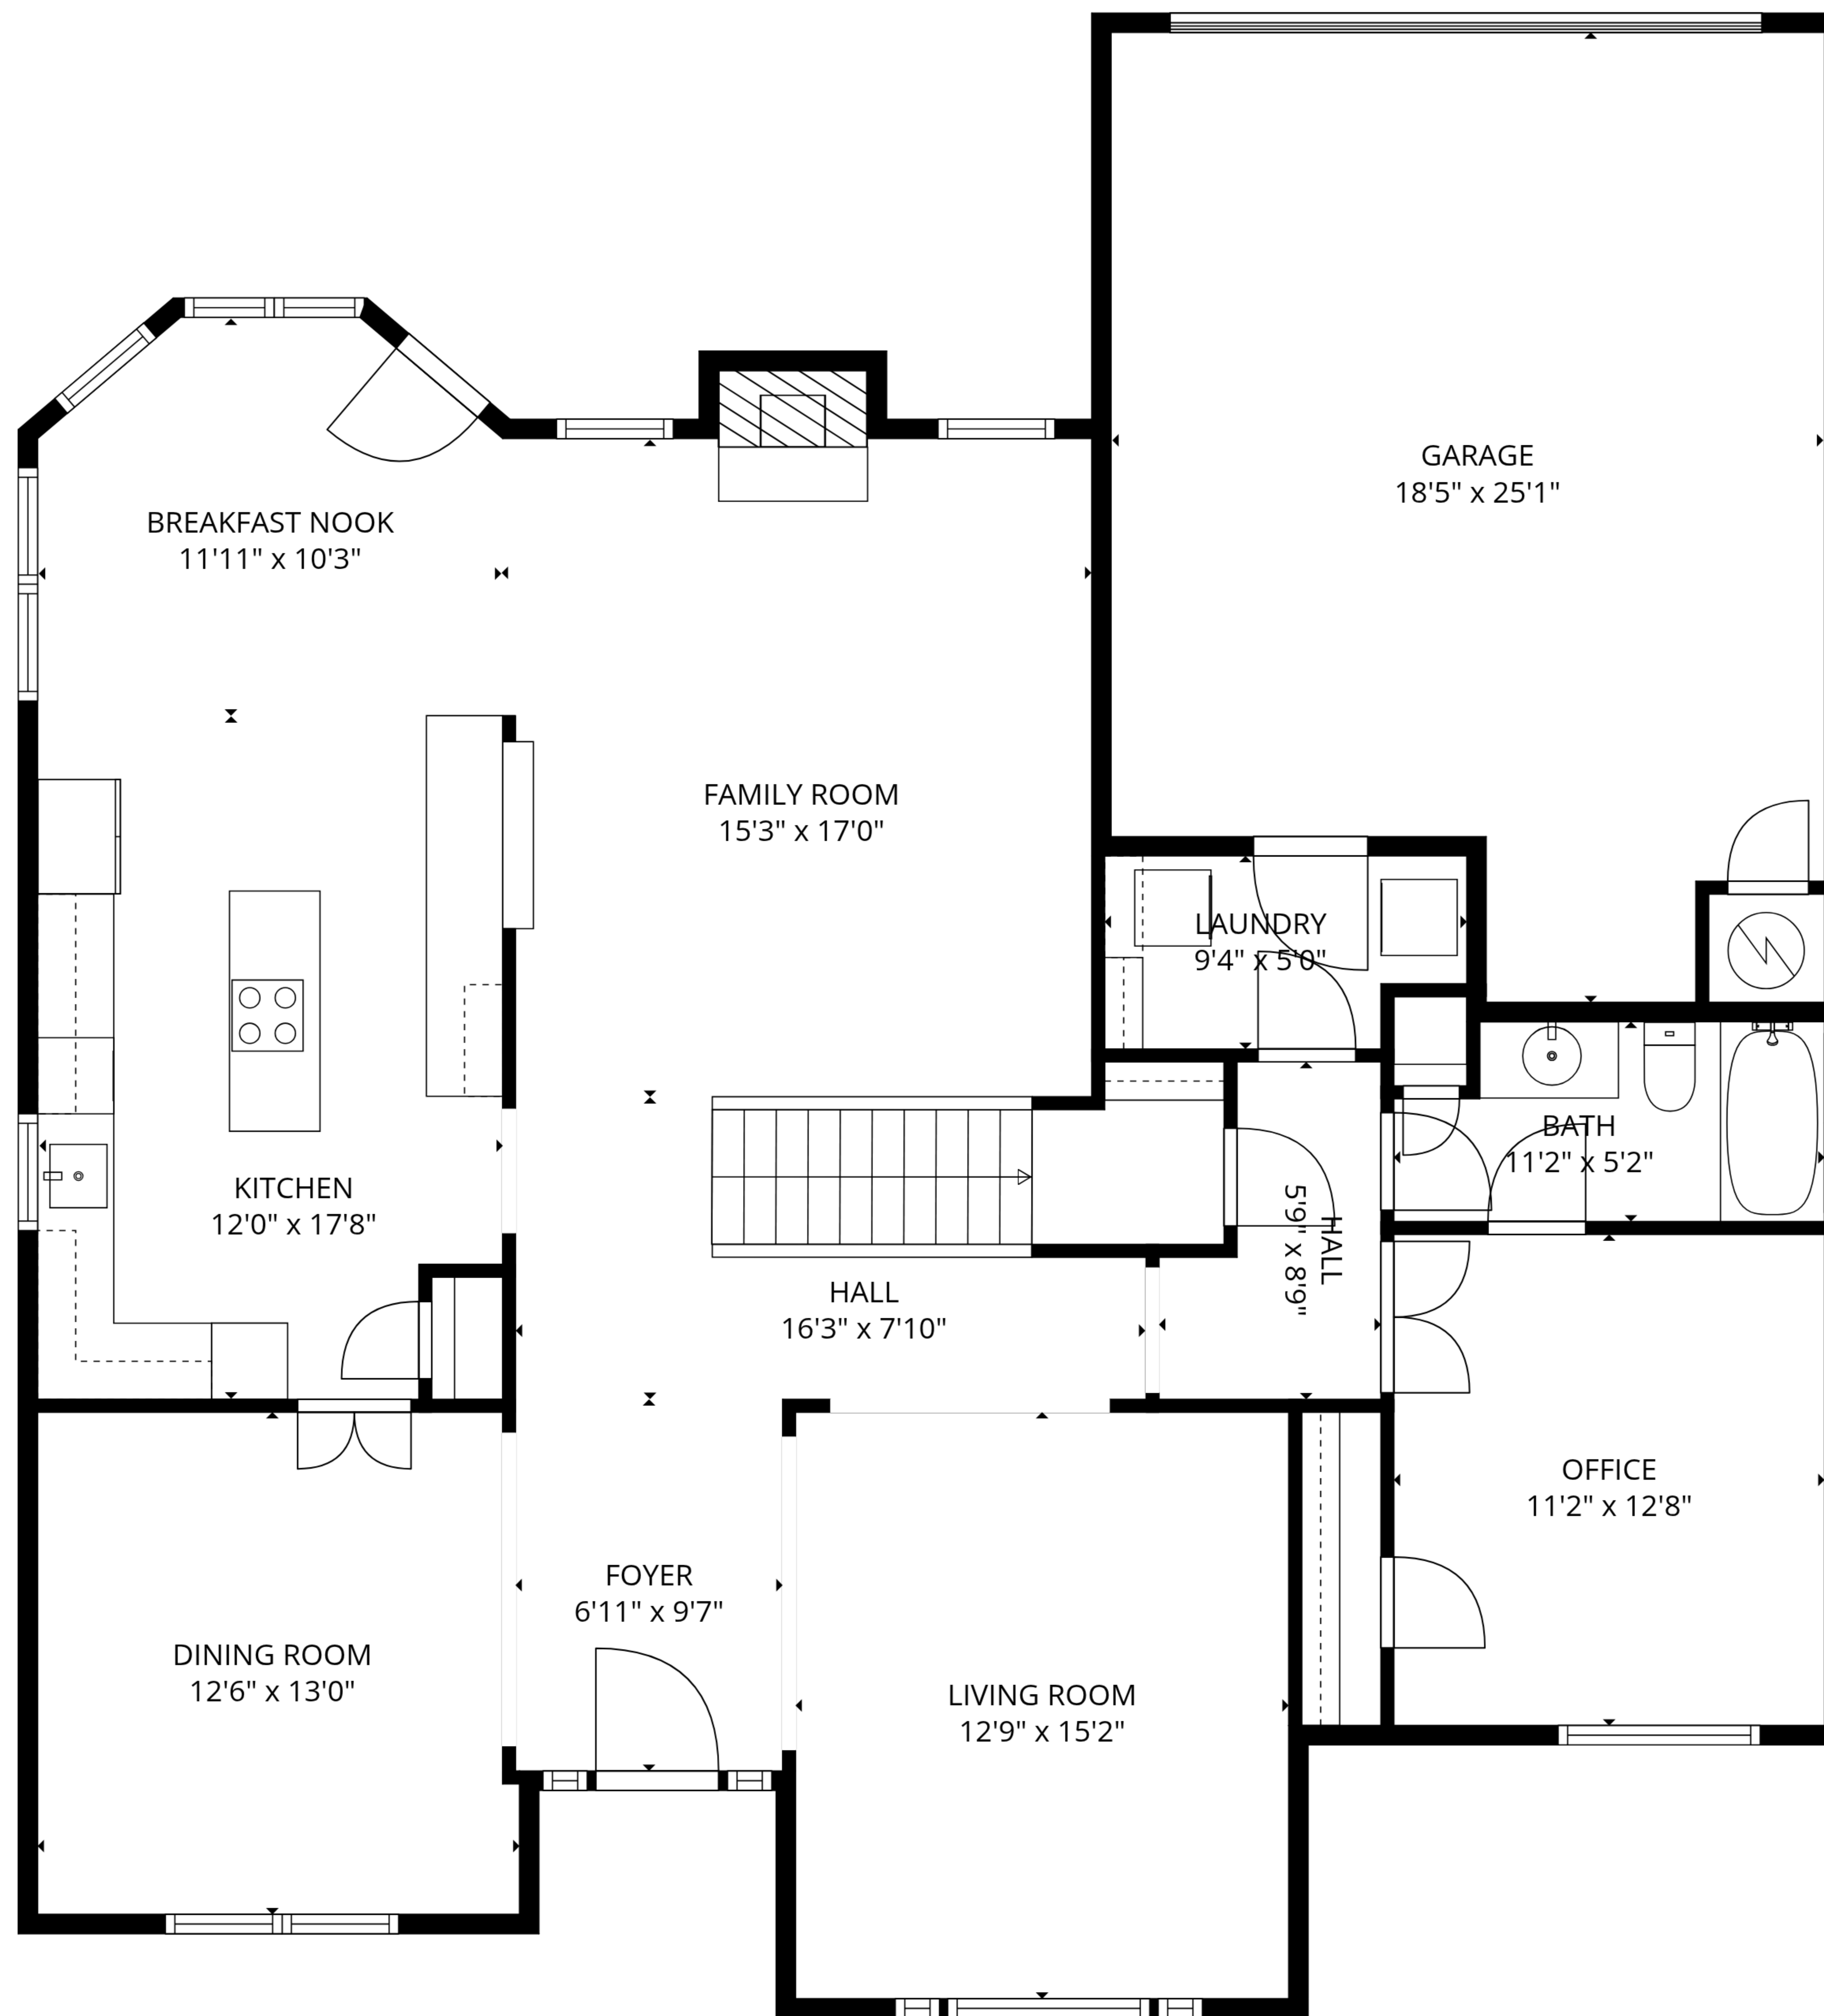 GARAGE
18'5" x 25'1"
BREAKFAST NOOK
11'11" x 10'3"
FAMILY ROOM
15'3" x 17'0"
LAUNDRY
9'4" x 5'0"
BATH
11'2" x 5'2"
KITCHEN
12'0" x 17'8"
HALL
5'9" x 8'9"
HALL
16'3" x 7'10"
OFFICE
11'2" x 12'8"
FOYER
6'11" x 9'7"
DINING ROOM
12'6" x 13'0"
LIVING ROOM
12'9" x 15'2"